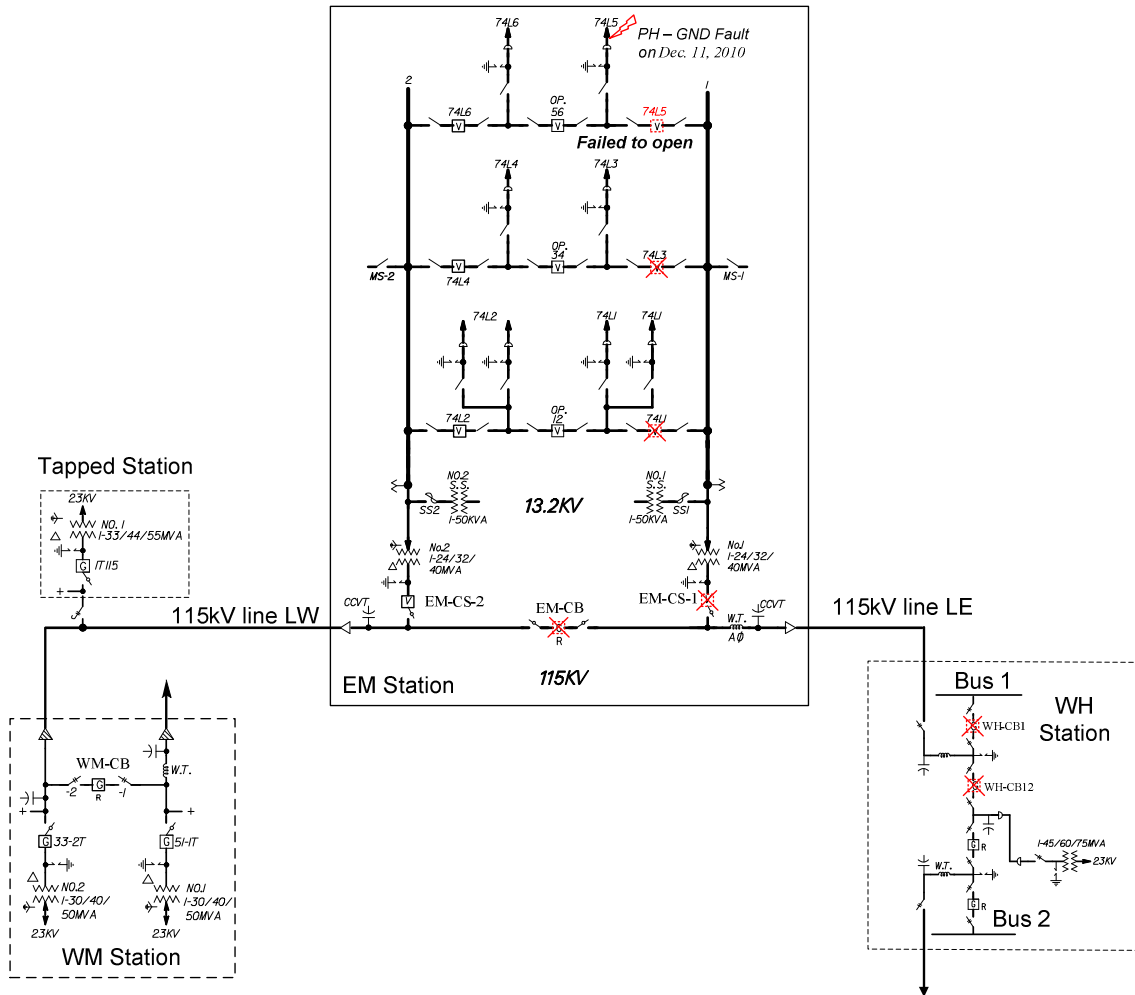 74L6
74L5
PH – GND Fault
on Dec. 11, 2010
2
1
74L6
OP.
56
74L5
V
V
V
Failed to open
74L4
74L3
OP.
34
74L3
V
V
V
MS-2
74L4
MS-1
74L2
74L1
74L1
74L2
OP.
12
74L1
V
V
V
NO.2
S.S.
NO.1
S.S.
SS2
1-50KVA
13.2KV
1-50KVA
SS1
Tapped Station
23KV
NO. 1
1-33/44/55MVA
G
1T115
No.2
1-24/32/
40MVA
No.1
1-24/32/
40MVA
V
EM-CS-2
EM-CS-1
115kV line LW
CCVT
EM-CB
R
W.T.
AΦ
CCVT
115kV line LE
EM Station
115KV
WM-CB
W.T.
-2
G
R
-1
G
33-2T
G
51-1T
NO.2
1-30/40/
50MVA
NO.1
1-30/40/
50MVA
23KV
23KV
WM Station
Bus 1
WH
Station
G
WH-CB1
G
WH-CB12
G
R
1-45/60/75MVA
23KV
W.T.
G
R
Bus 2